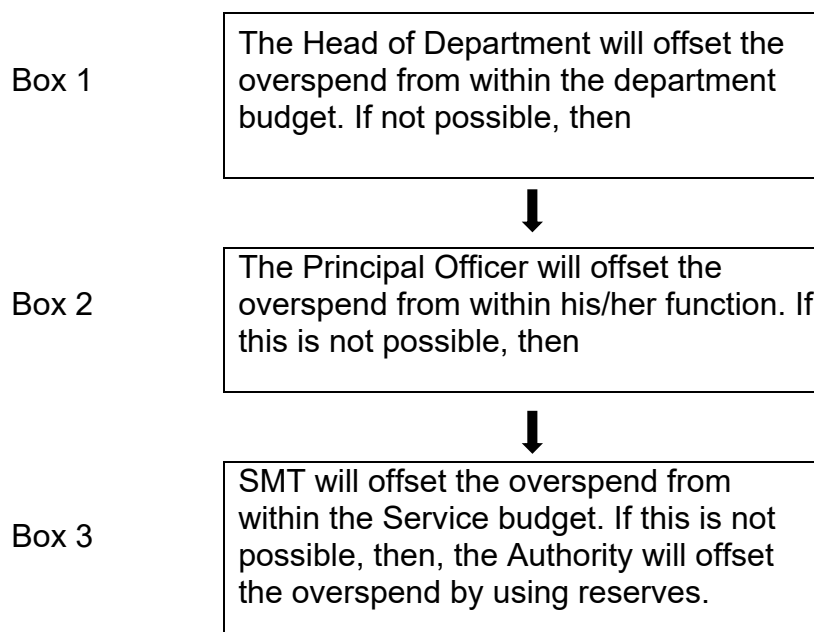 Box 1
The Head of Department will offset the
overspend from within the department
budget. If not possible, then
Box 2
The Principal Officer will offset the
overspend from within his/her function. If
this is not possible, then
Box 3
SMT will offset the overspend from
within the Service budget. If this is not
possible, then, the Authority will offset
the overspend by using reserves.